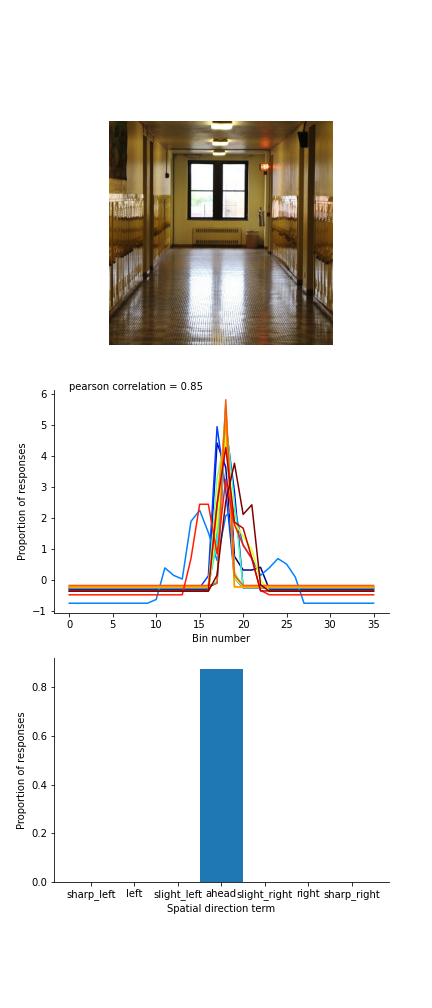 pearson correlation = 0.85
6
5
4
3
2
1
0
−1
Proportion of responses
0 5 10 15 20 25 30 35
Bin number
0.8
0.6
0.4
0.2
0.0
Proportion of responses
sharp_left left slight_left ahead slight_right right sharp_right
Spatial direction term